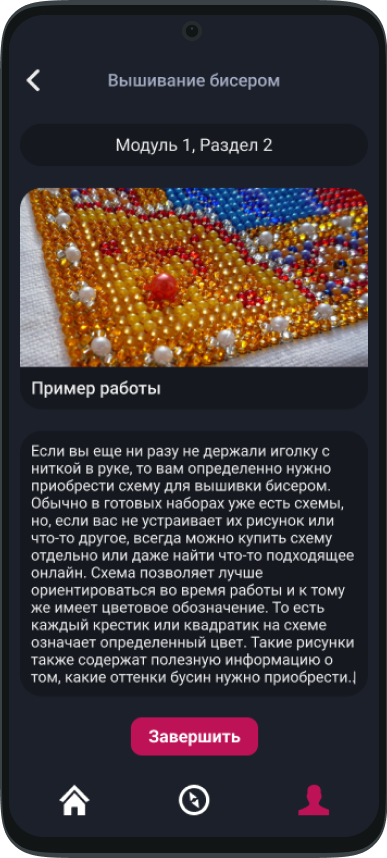 Вышивание бисером
Модуль 1, Раздел 2
Пример работы
Если вы еще ни разу не держали иголку с
ниткой в руке, то вам определенно нужно
приобрести схему для вышивки бисером.
Обычно в готовых наборах уже есть схемы,
но, если вас не устраивает их рисунок или
что-то другое, всегда можно купить схему
отдельно или даже найти что-то подходящее
онлайн. Схема позволяет лучше
ориентироваться во время работы и к тому
же имеет цветовое обозначение. То есть
каждый крестик или квадратик на схеме
означает определенный цвет. Такие рисунки
также содержат полезную информацию о
том, какие оттенки бусин нужно приобрести.
Завершить